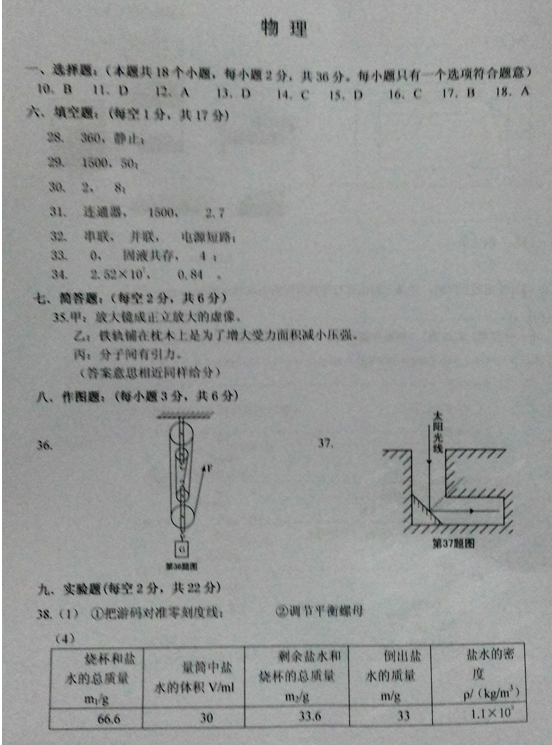 物 理
一、选择题：（本题共18个小题，每小题2分，共36分。每小题只有一个选项符合题意）
10. B 11. D 12. A 13. D 14. C 15. D 16. C 17. B 18. A
六、填空题：（每空1分，共17分）
28. 360，静止；
29. 1500、50；
30. 2， 8；
31. 连通器， 1500， 2.7
32. 串联， 并联， 电源短路；
33. 0， 固液共存， 4；
34. 2.52×10⁵， 0.84 。
七、简答题：（每空2分，共6分）
35.甲：放大镜成正立放大的虚像。
乙：铁轨铺在枕木上是为了增大受力面积减小压强。
丙：分子间有引力。
（答案意思相近同样给分）
八、作图题：（每小题3分，共6分）
36.
F
G
第36题图
37.
太阳光线
第37题图
九、实验题(每空2分，共22分)
38.（1） ①把游码对准零刻度线； ②调节平衡螺母
（4）
烧杯和盐水的总质量 m₁/g 量筒中盐水的体积 V/ml 剩余盐水和烧杯的总质量 m₂/g 倒出盐水的质量 m/g 盐水的密度 ρ/（kg/m³）
66.6 30 33.6 33 1.1×10³